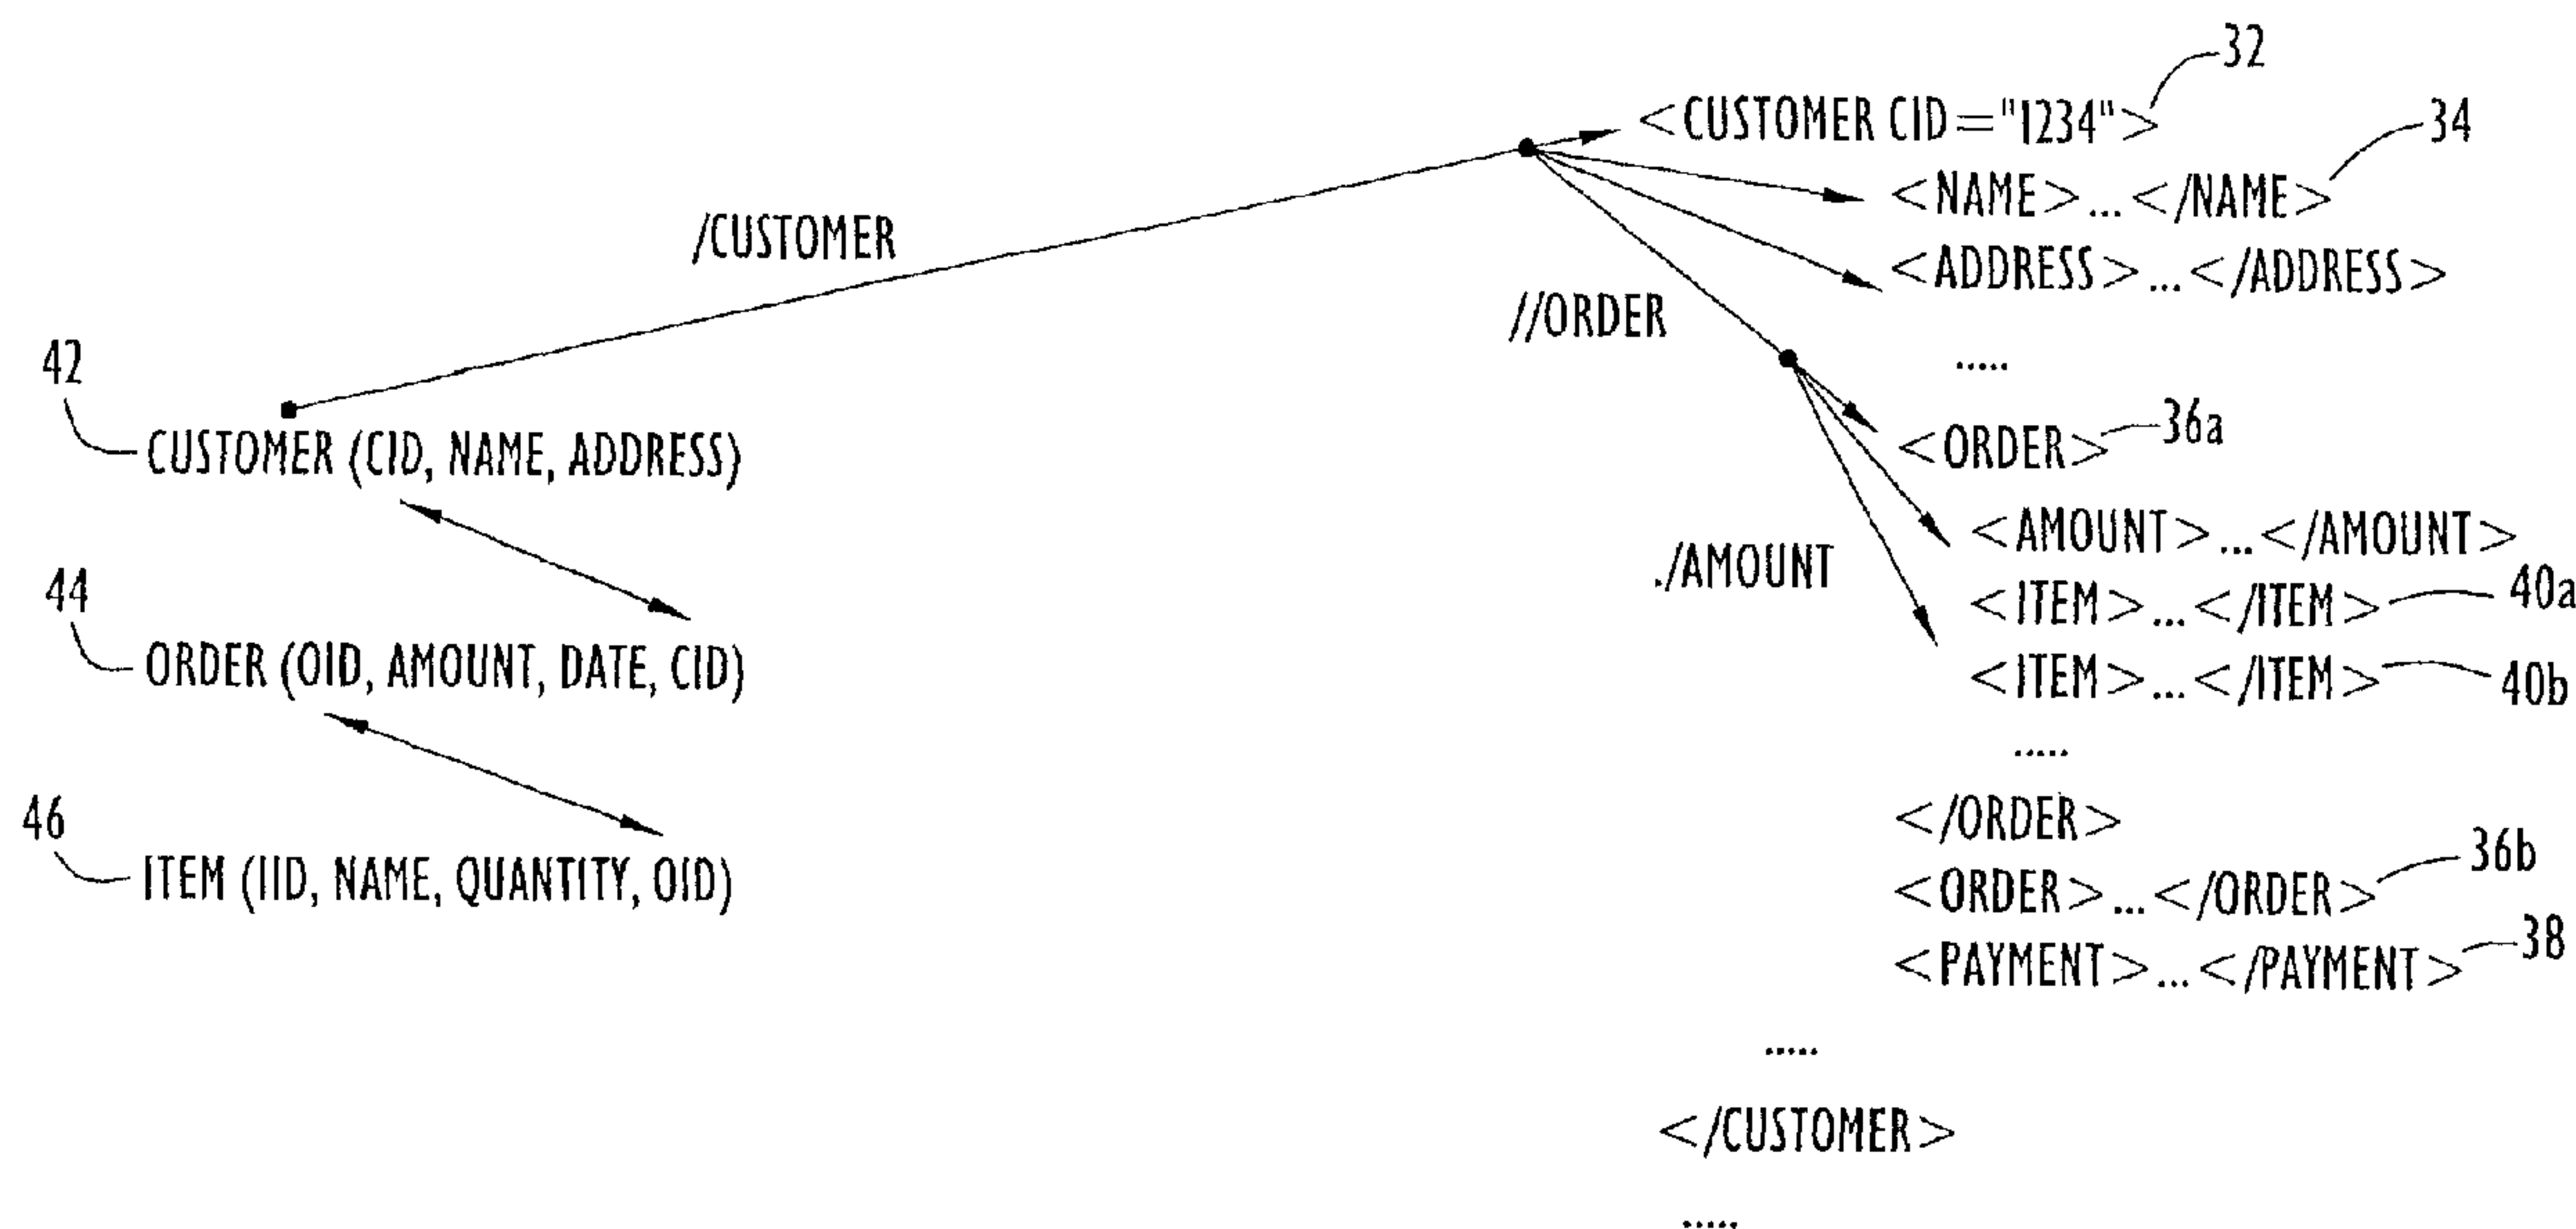 32
<CUSTOMER CID="1234">
34
<NAME>...</NAME>
/CUSTOMER
<ADDRESS>...</ADDRESS>
//ORDER
.....
42
36a
<ORDER>
CUSTOMER (CID, NAME, ADDRESS)
<AMOUNT>...</AMOUNT>
./AMOUNT
44
<ITEM>...</ITEM>
40a
ORDER (OID, AMOUNT, DATE, CID)
<ITEM>...</ITEM>
40b
.....
46
</ORDER>
36b
ITEM (IID, NAME, QUANTITY, OID)
<ORDER>...</ORDER>
38
<PAYMENT>...</PAYMENT>
.....
</CUSTOMER>
.....